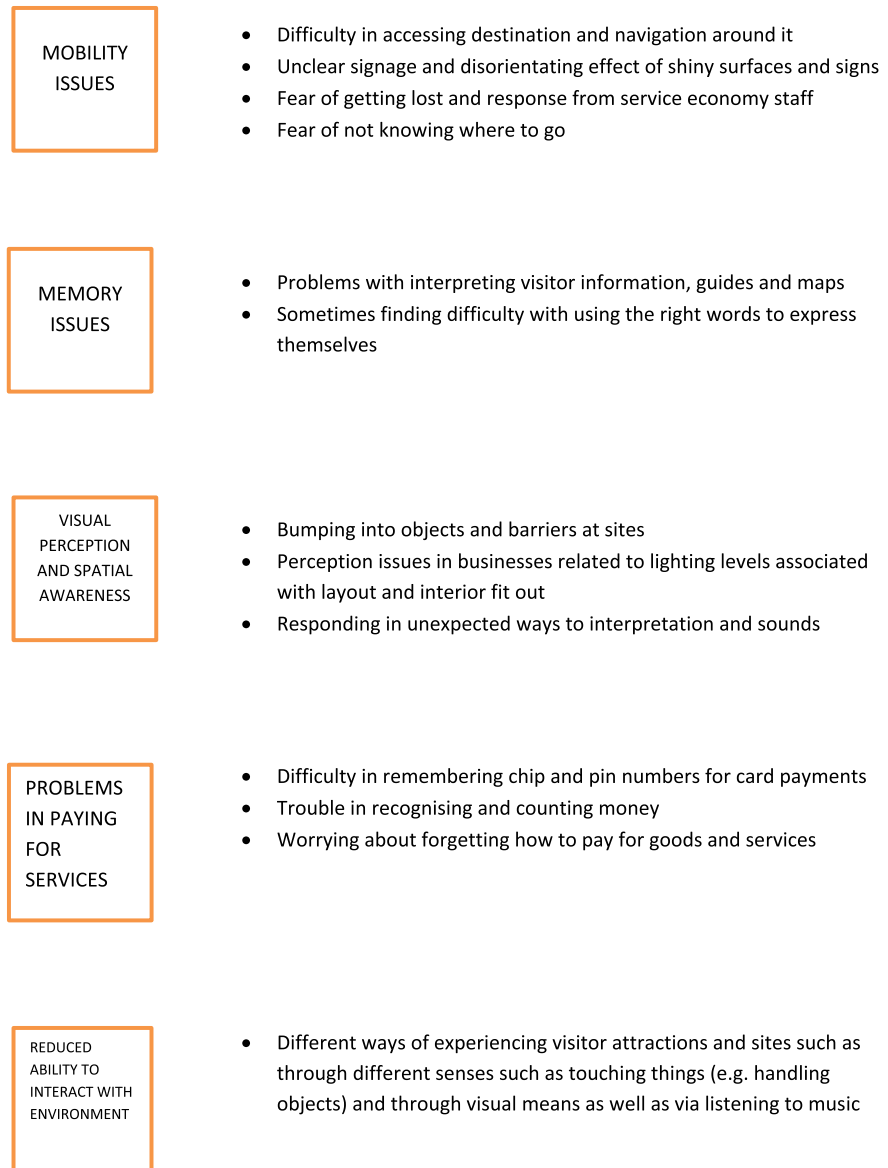 MOBILITY
ISSUES
• Difficulty in accessing destination and navigation around it
• Unclear signage and disorientating effect of shiny surfaces and signs
• Fear of getting lost and response from service economy staff
• Fear of not knowing where to go
MEMORY
ISSUES
• Problems with interpreting visitor information, guides and maps
• Sometimes finding difficulty with using the right words to express
themselves
VISUAL
PERCEPTION
AND SPATIAL
AWARENESS
• Bumping into objects and barriers at sites
• Perception issues in businesses related to lighting levels associated
with layout and interior fit out
• Responding in unexpected ways to interpretation and sounds
PROBLEMS
IN PAYING
FOR
SERVICES
• Difficulty in remembering chip and pin numbers for card payments
• Trouble in recognising and counting money
• Worrying about forgetting how to pay for goods and services
REDUCED
ABILITY TO
INTERACT WITH
ENVIRONMENT
• Different ways of experiencing visitor attractions and sites such as
through different senses such as touching things (e.g. handling
objects) and through visual means as well as via listening to music